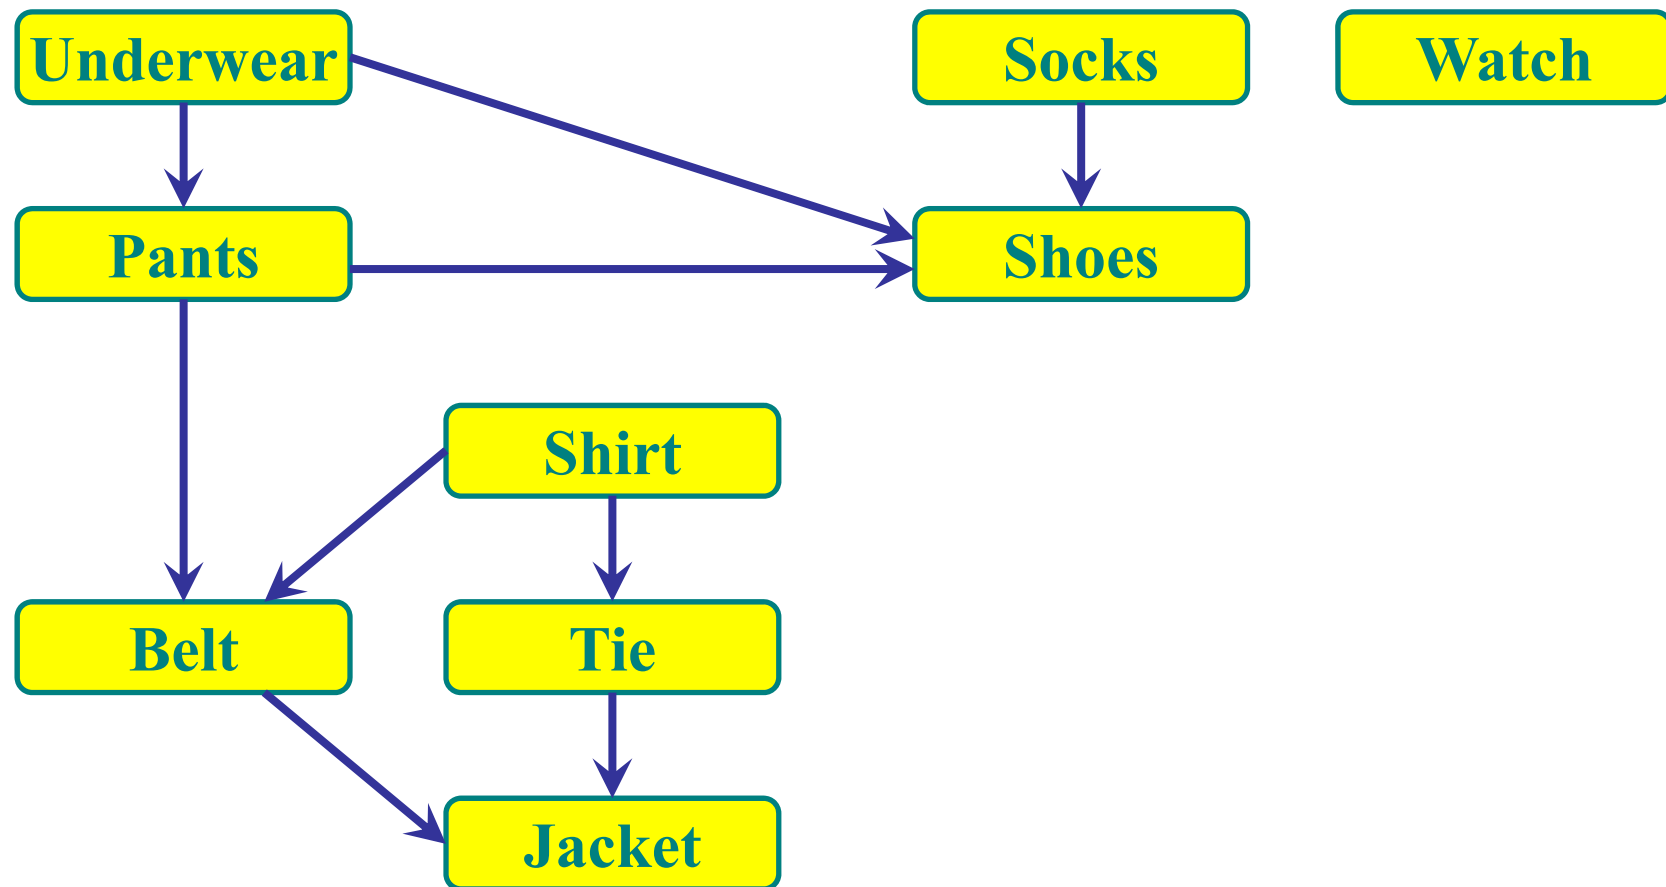 Underwear
Socks
Watch
Pants
Shoes
Shirt
Belt
Tie
Jacket